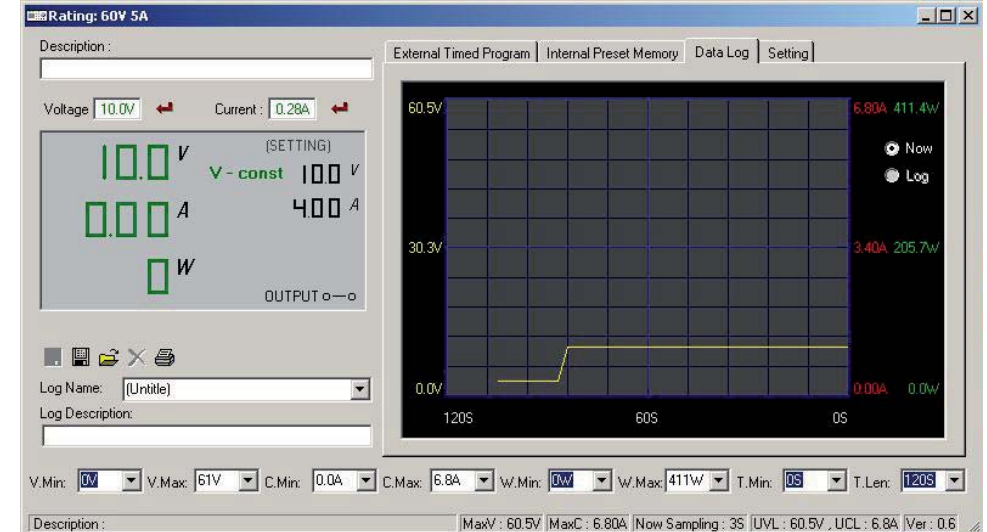 Rating: 60V 5A
Description :
External Timed Program Internal Preset Memory Data Log Setting
Voltage 10.0V Current : 0.28A
10.0 V
(SETTING)
V - const 10.0 V
0.00 A
4.00 A
0 W
OUTPUT
60.5V 6.80A 411.4W
Now
Log
30.3V 3.40A 205.7W
0.0V 0.00A 0.0W
120S 60S 0S
Log Name: (Untitle)
Log Description:
V.Min: 0V V.Max: 61V C.Min: 0.0A C.Max: 6.8A W.Min: 0W W.Max: 411W T.Min: 0S T.Len: 120S
Description : MaxV : 60.5V MaxC : 6.80A Now Sampling : 3S UVL : 60.5V , UCL : 6.8A Ver : 0.6